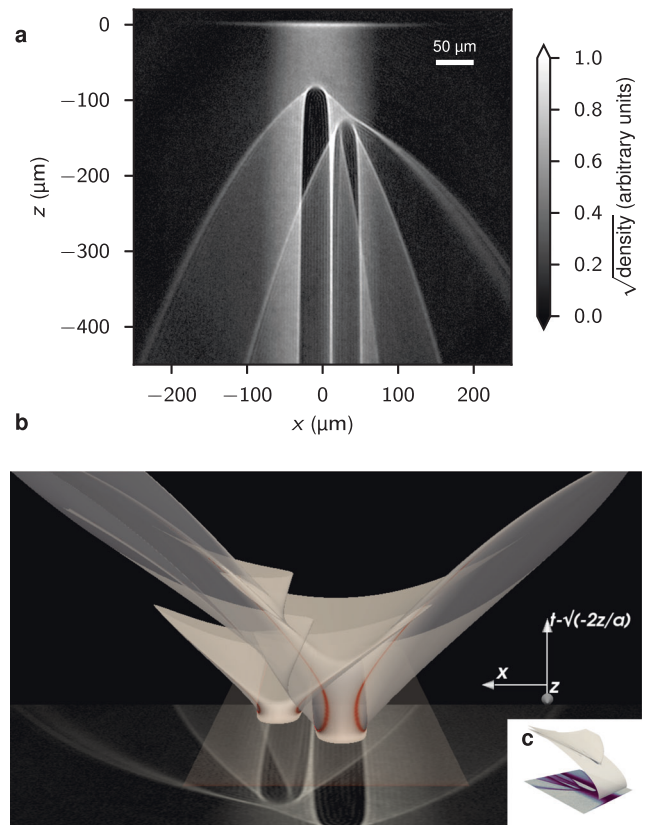 a
50 µm
0
−100
−200
−300
−400
z (µm)
−200 −100 0 100 200
x (µm)
1.0
0.8
0.6
0.4
0.2
0.0
√density (arbitrary units)
b
t-√(-2z/a)
x
z
c